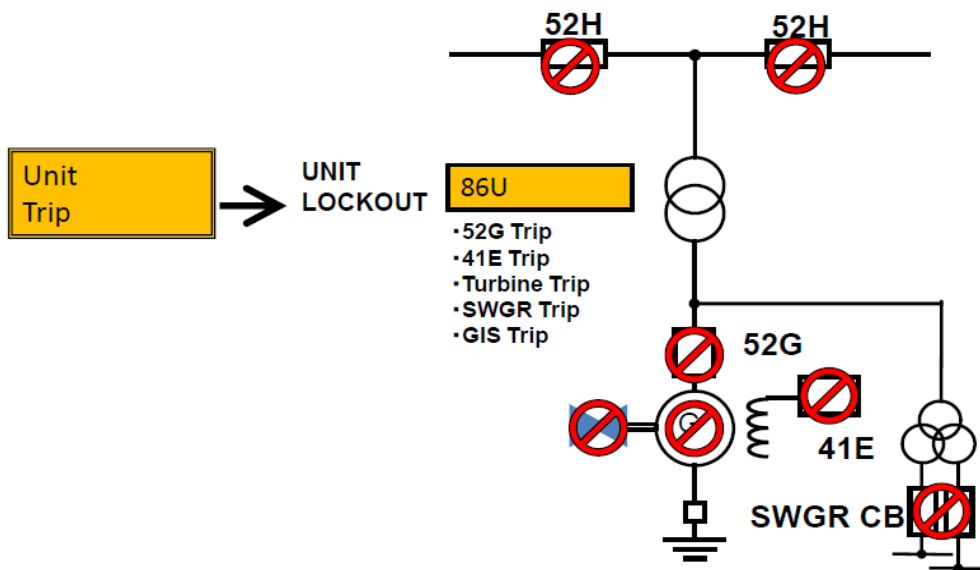 52H
52H
Unit
Trip
UNIT
LOCKOUT
86U
・52G Trip
・41E Trip
・Turbine Trip
・SWGR Trip
・GIS Trip
52G
G
41E
SWGR CB